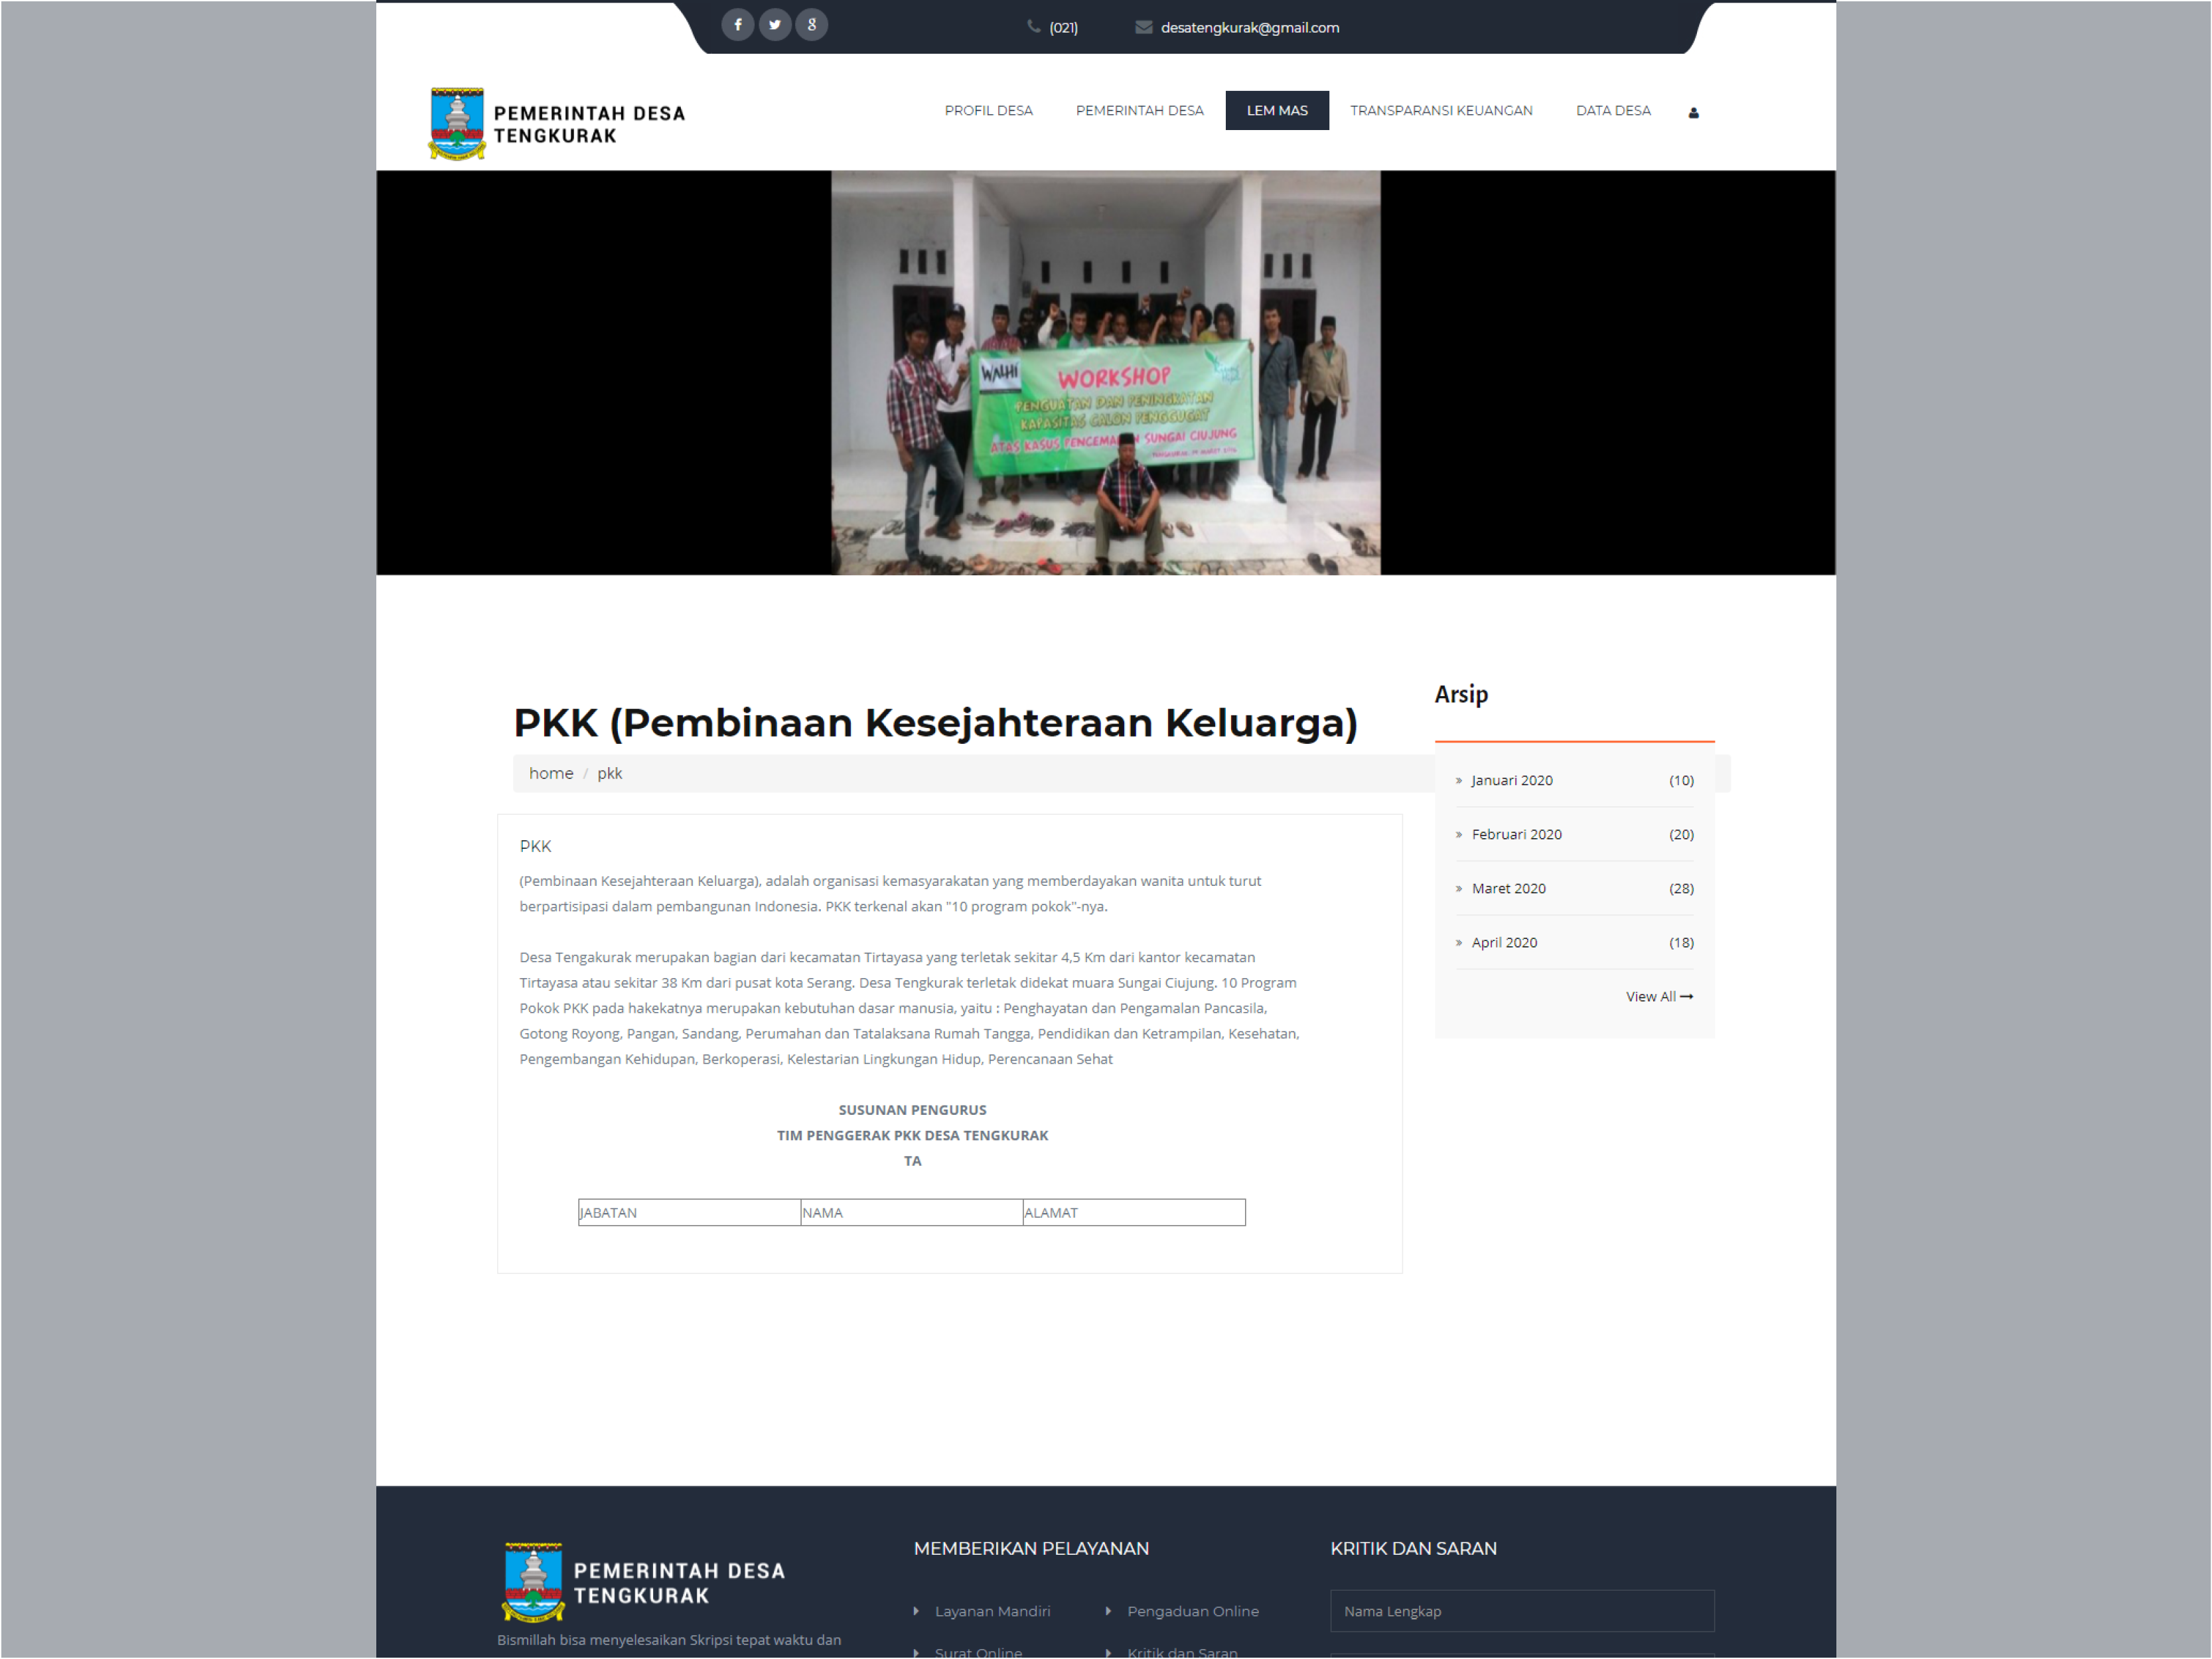 (021)
desatengkurak@gmail.com
PEMERINTAH DESA
TENGKURAK
PROFIL DESA
PEMERINTAH DESA
LEM MAS
TRANSPARANSI KEUANGAN
DATA DESA
WALHI
WORKSHOP
PENGUATAN DAN PENINGKATAN
KAPASITAS CALON PENGGUGAT
ATAS KASUS SUNGAI CIUJUNG
PKK (Pembinaan Kesejahteraan Keluarga)
home / pkk
PKK
(Pembinaan Kesejahteraan Keluarga), adalah organisasi kemasyarakatan yang memberdayakan wanita untuk turut
berpartisipasi dalam pembangunan Indonesia. PKK terkenal akan "10 program pokok"-nya.
Desa Tengakurak merupakan bagian dari kecamatan Tirtayasa yang terletak sekitar 4,5 Km dari kantor kecamatan
Tirtayasa atau sekitar 38 Km dari pusat kota Serang. Desa Tengkurak terletak didekat muara Sungai Ciujung. 10 Program
Pokok PKK pada hakekatnya merupakan kebutuhan dasar manusia, yaitu : Penghayatan dan Pengamalan Pancasila,
Gotong Royong, Pangan, Sandang, Perumahan dan Tatalaksana Rumah Tangga, Pendidikan dan Ketrampilan, Kesehatan,
Pengembangan Kehidupan, Berkoperasi, Kelestarian Lingkungan Hidup, Perencanaan Sehat
SUSUNAN PENGURUS
TIM PENGGERAK PKK DESA TENGKURAK
TA
JABATAN NAMA ALAMAT
Arsip
» Januari 2020 (10)
» Februari 2020 (20)
» Maret 2020 (28)
» April 2020 (18)
View All →
PEMERINTAH DESA
TENGKURAK
Bismillah bisa menyelesaikan Skripsi tepat waktu dan
MEMBERIKAN PELAYANAN
Layanan Mandiri
Pengaduan Online
Surat Online
Kritik dan Saran
KRITIK DAN SARAN
Nama Lengkap